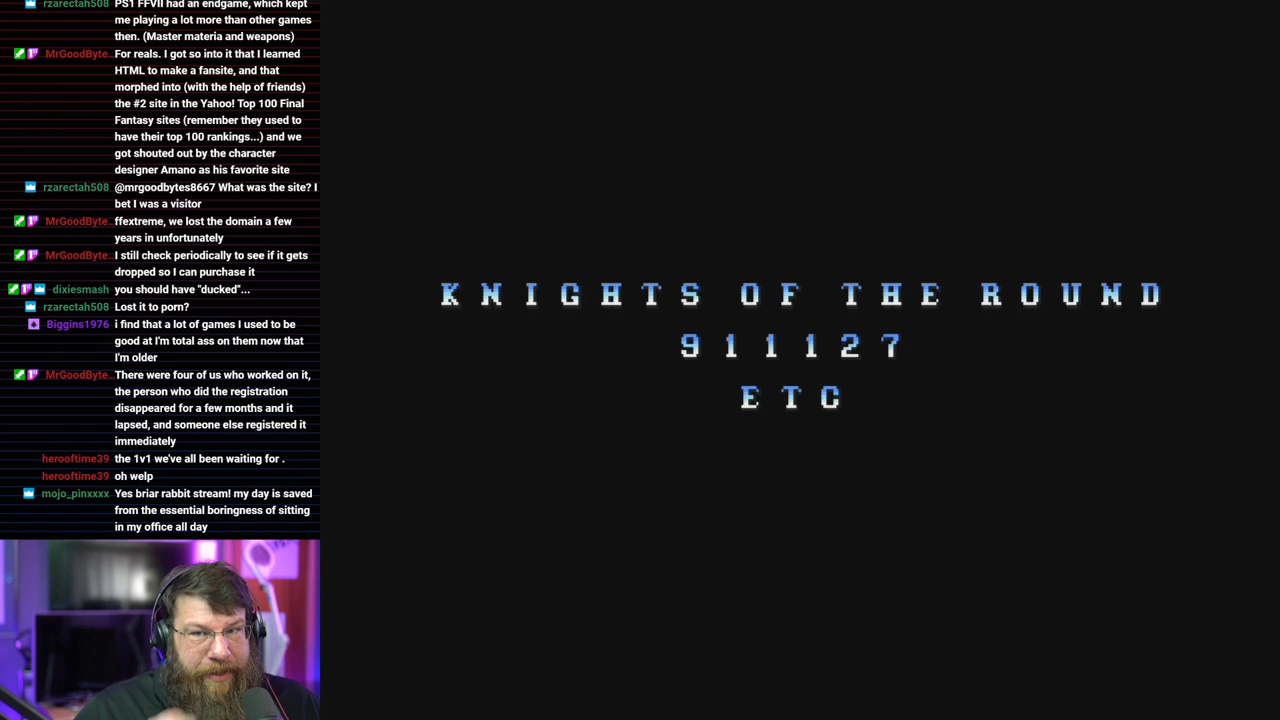 rzarectah508 PS1 FFVII had an endgame, which kept
me playing a lot more than other games
then. (Master materia and weapons)
MrGoodByte.. For reals. I got so into it that I learned
HTML to make a fansite, and that
morphed into (with the help of friends)
the #2 site in the Yahoo! Top 100 Final
Fantasy sites (remember they used to
have their top 100 rankings...) and we
got shouted out by the character
designer Amano as his favorite site
rzarectah508 @mrgoodbytes8667 What was the site? I
bet I was a visitor
MrGoodByte.. ffextreme, we lost the domain a few
years in unfortunately
MrGoodByte.. I still check periodically to see if it gets
dropped so I can purchase it
dixiesmash you should have "ducked"...
rzarectah508 Lost it to porn?
Biggins1976 i find that a lot of games I used to be
good at I'm total ass on them now that
I'm older
MrGoodByte.. There were four of us who worked on it,
the person who did the registration
disappeared for a few months and it
lapsed, and someone else registered it
immediately
herooftime39 the 1v1 we've all been waiting for .
herooftime39 oh welp
mojo_pinxxxx Yes briar rabbit stream! my day is saved
from the essential boringness of sitting
in my office all day
KNIGHTS OF THE ROUND
911127
ETC